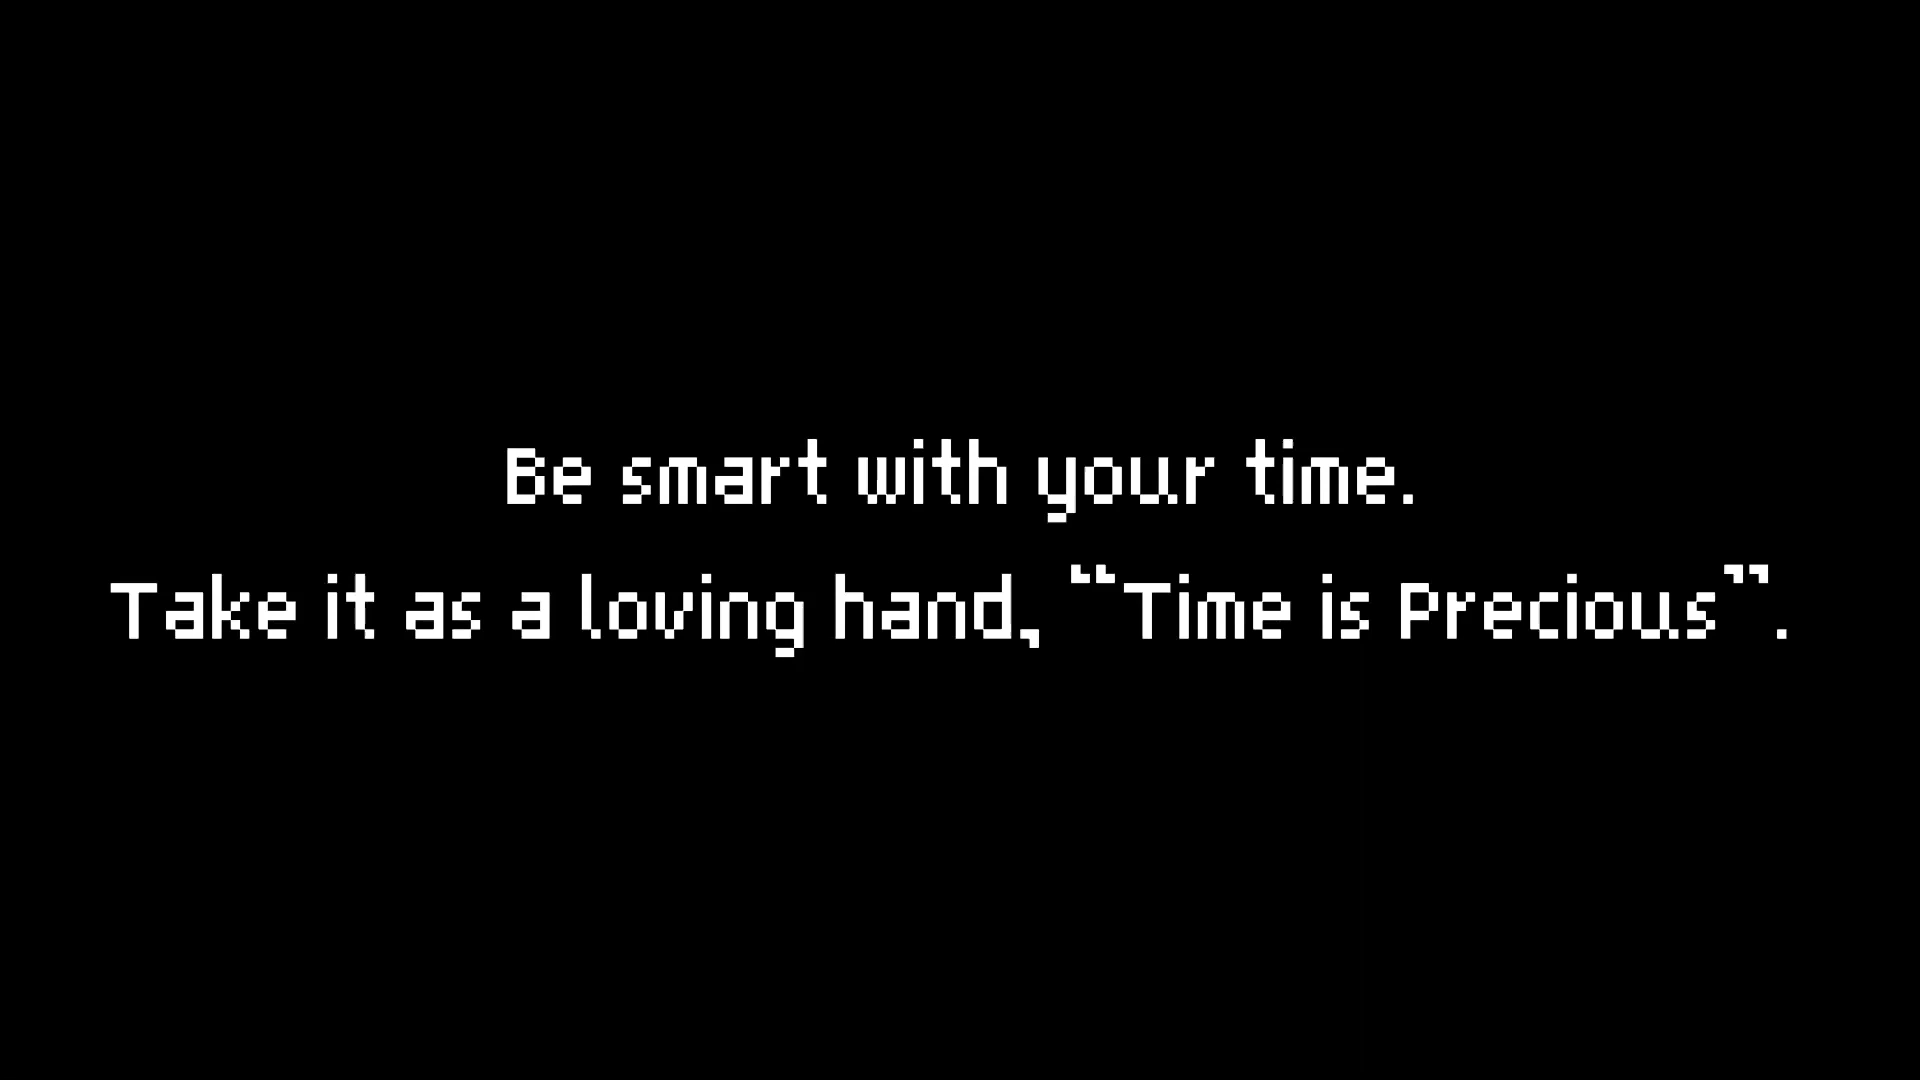 Be smart with your time.
Take it as a loving hand, “Time is Precious”.